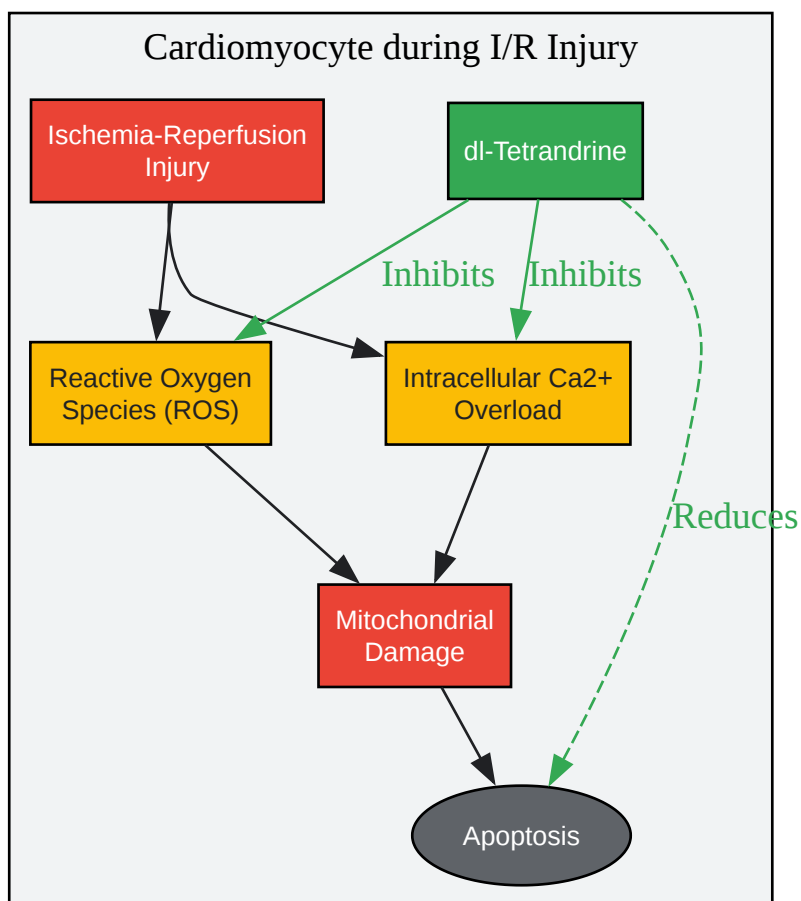 Cardiomyocyte during I/R Injury
Ischemia-Reperfusion
Injury
dl-Tetrandrine
Inhibits
Inhibits
Reactive Oxygen
Species (ROS)
Intracellular Ca2+
Overload
Reduces
Mitochondrial
Damage
Apoptosis